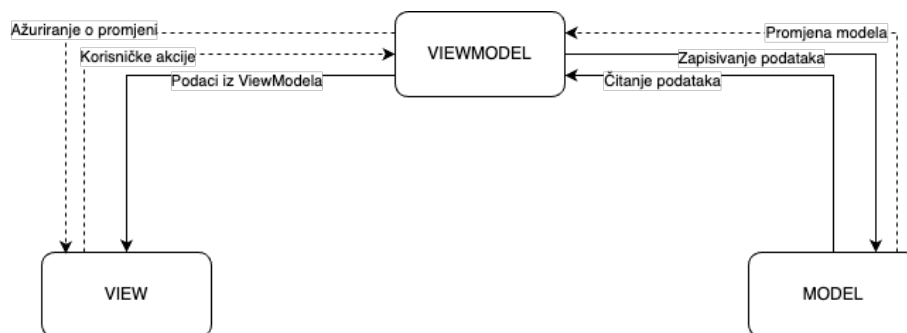 Ažuriranje o promjeni
Korisničke akcije
Podaci iz ViewModela
VIEWMODEL
Promjena modela
Zapisivanje podataka
Čitanje podataka
VIEW
MODEL